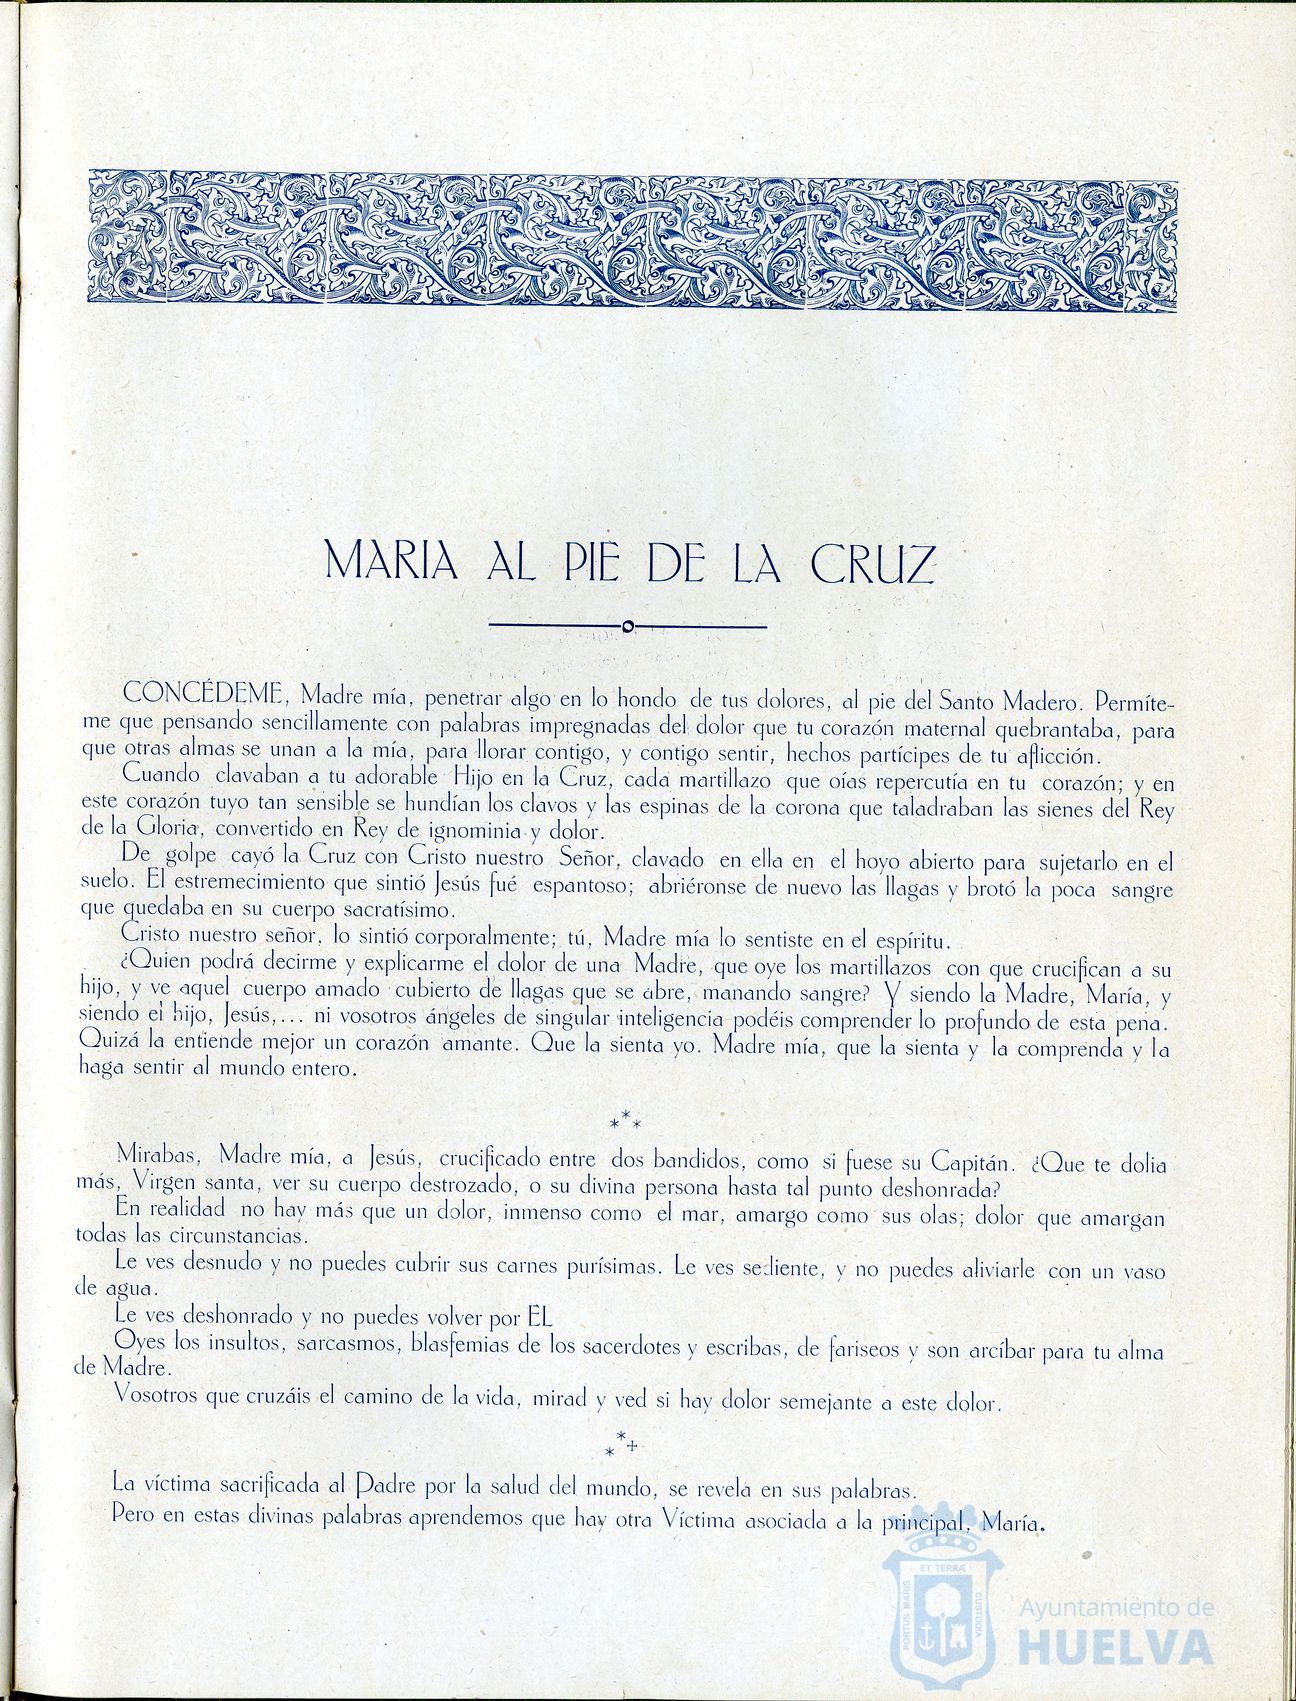 MARIA AL PIE DE LA CRUZ
CONCÉDEME, Madre mía, penetrar algo en lo hondo de tus dolores, al pie del Santo Madero. Permíte-
me que pensando sencillamente con palabras impregnadas del dolor que tu corazón maternal quebrantaba, para
que otras almas se unan a la mía, para llorar contigo, y contigo sentir, hechos partícipes de tu aflicción.
Cuando clavaban a tu adorable Hijo en la Cruz, cada martillazo que oías repercutía en tu corazón; y en
este corazón tuyo tan sensible se hundían los clavos y las espinas de la corona que taladraban las sienes del Rey
de la Gloria, convertido en Rey de ignominia y dolor.
De golpe cayó la Cruz con Cristo nuestro Señor, clavado en ella en el hoyo abierto para sujetarlo en el
suelo. El estremecimiento que sintió Jesús fué espantoso; abriéronse de nuevo las llagas y brotó la poca sangre
que quedaba en su cuerpo sacratísimo.
Cristo nuestro señor, lo sintió corporalmente; tú, Madre mía lo sentiste en el espíritu.
¿Quien podrá decirme y explicarme el dolor de una Madre, que oye los martillazos con que crucifican a su
hijo, y ve aquel cuerpo amado cubierto de llagas que se abre, manando sangre? Y siendo la Madre, María, y
siendo el hijo, Jesús,... ni vosotros ángeles de singular inteligencia podéis comprender lo profundo de esta pena.
Quizá la entiende mejor un corazón amante. Que la sienta yo. Madre mía, que la sienta y la comprenda y la
haga sentir al mundo entero.
***
Mirabas, Madre mía, a Jesús, crucificado entre dos bandidos, como si fuese su Capitán. ¿Que te dolia
más, Virgen santa, ver su cuerpo destrozado, o su divina persona hasta tal punto deshonrada?
En realidad no hay más que un dolor, inmenso como el mar, amargo como sus olas; dolor que amargan
todas las circunstancias.
Le ves desnudo y no puedes cubrir sus carnes purísimas. Le ves sediente, y no puedes aliviarle con un vaso
de agua.
Le ves deshonrado y no puedes volver por EL
Oyes los insultos, sarcasmos, blasfemias de los sacerdotes y escribas, de fariseos y son arcíbar para tu alma
de Madre.
Vosotros que cruzáis el camino de la vida, mirad y ved si hay dolor semejante a este dolor.
**+
La víctima sacrificada al Padre por la salud del mundo, se revela en sus palabras.
Pero en estas divinas palabras aprendemos que hay otra Víctima asociada a la principal, María.
PORTUS MARIS
ET TERRÆ
CUSTODIA
Ayuntamiento de
HUELVA